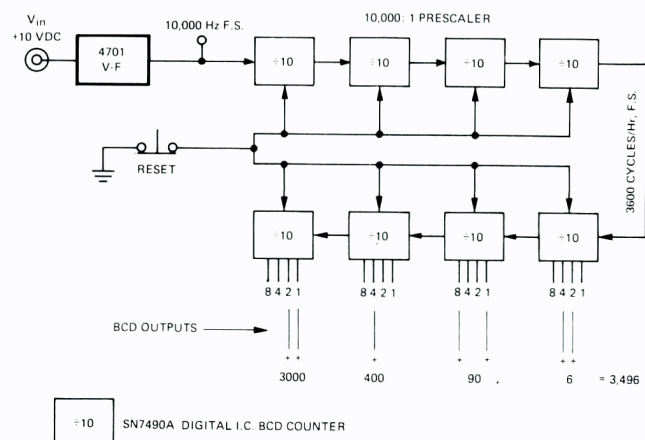 Vin
+10 VDC
4701
V-F
10,000 Hz F.S.
10,000: 1 PRESCALER
÷10
÷10
÷10
÷10
RESET
3600 CYCLES/Hr, F.S.
÷10
÷10
÷10
÷10
8 4 2 1
8 4 2 1
8 4 2 1
8 4 2 1
BCD OUTPUTS
+ +
+
+ +
+ +
3000 400 90 6 = 3,496
÷10 SN7490A DIGITAL I.C. BCD COUNTER